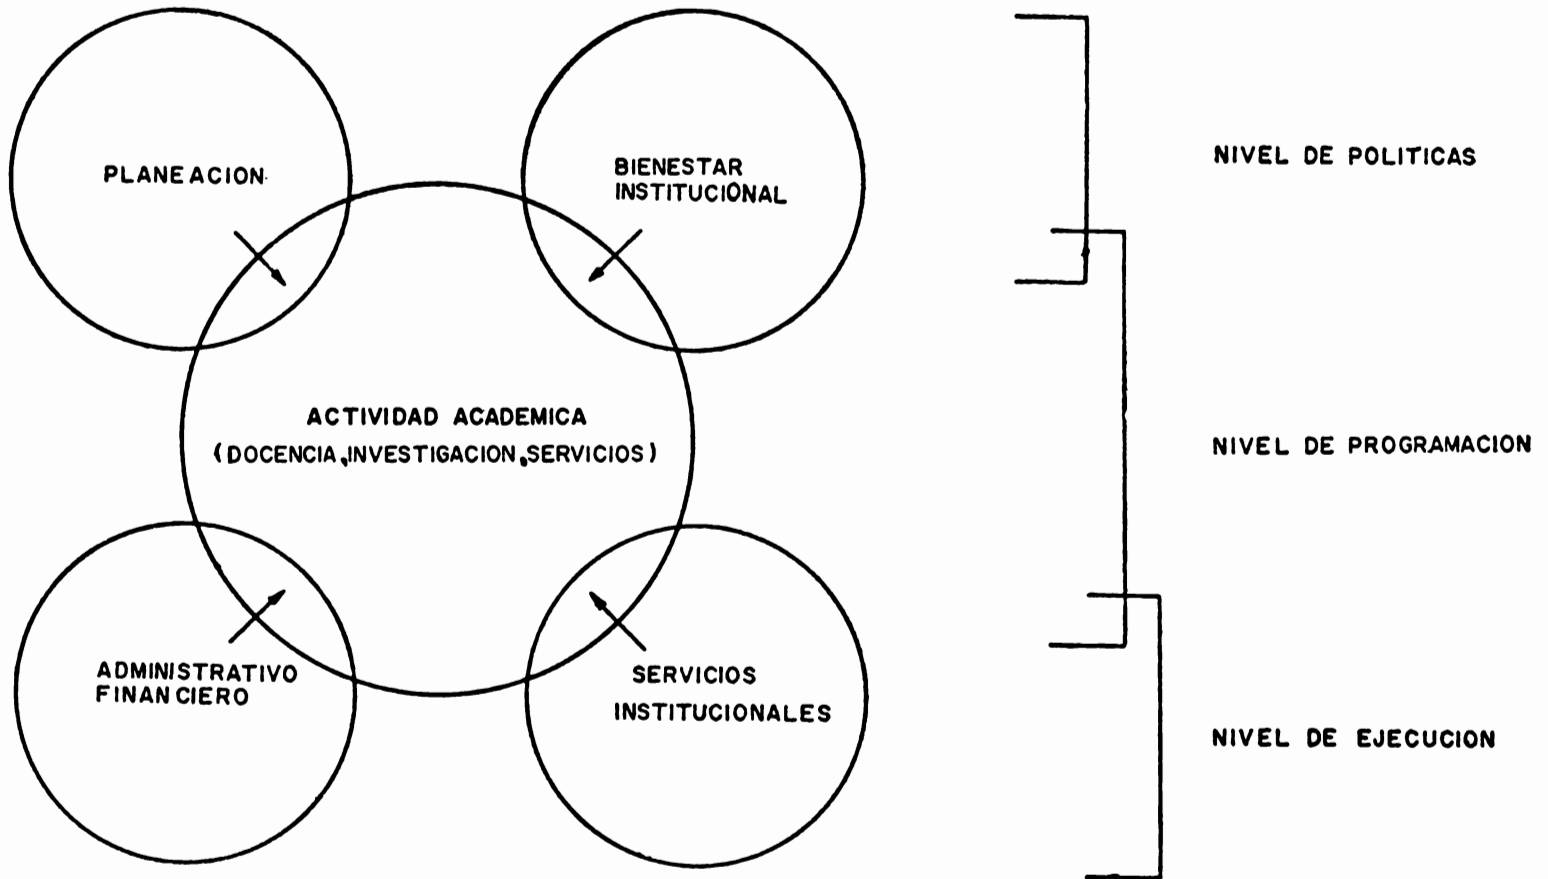 PLANEACION
BIENESTAR
INSTITUCIONAL
NIVEL DE POLITICAS
ACTIVIDAD ACADEMICA
(DOCENCIA, INVESTIGACION, SERVICIOS)
NIVEL DE PROGRAMACION
ADMINISTRATIVO
FINANCIERO
SERVICIOS
INSTITUCIONALES
NIVEL DE EJECUCION